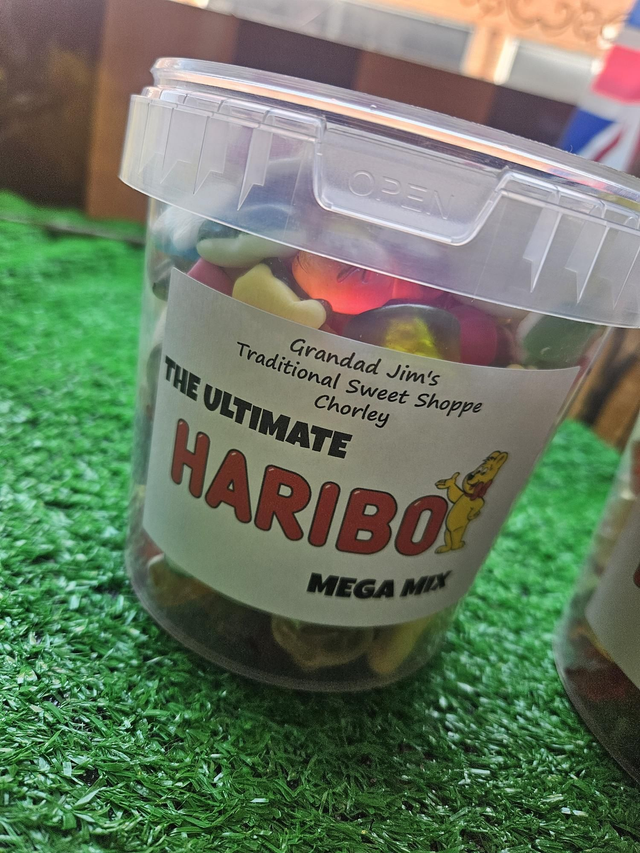 OPEN
Grandad Jim's
Traditional Sweet Shoppe
Chorley
THE ULTIMATE
HARIBO
MEGA MIX